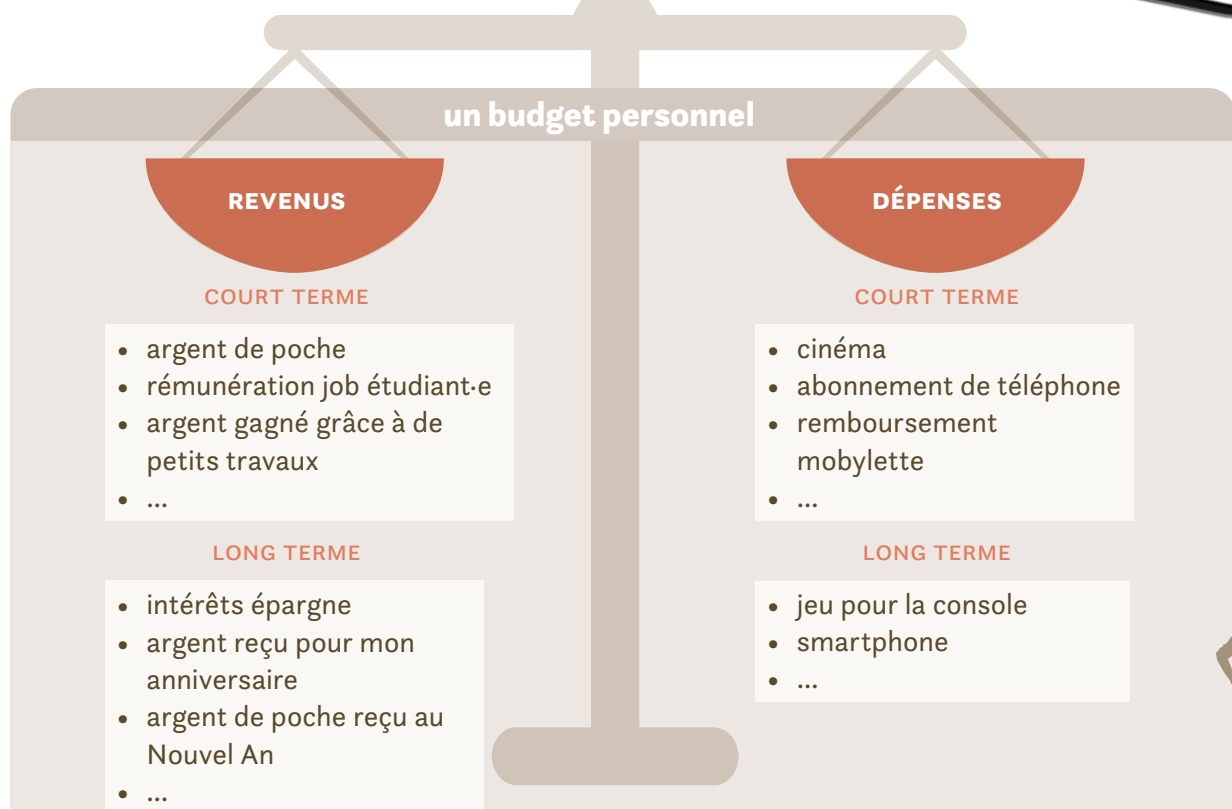 un budget personnel
REVENUS
COURT TERME
• argent de poche
• rémunération job étudiant·e
• argent gagné grâce à de
petits travaux
• ...
LONG TERME
• intérêts épargne
• argent reçu pour mon
anniversaire
• argent de poche reçu au
Nouvel An
• ...
DÉPENSES
COURT TERME
• cinéma
• abonnement de téléphone
• remboursement
mobylette
• ...
LONG TERME
• jeu pour la console
• smartphone
• ...